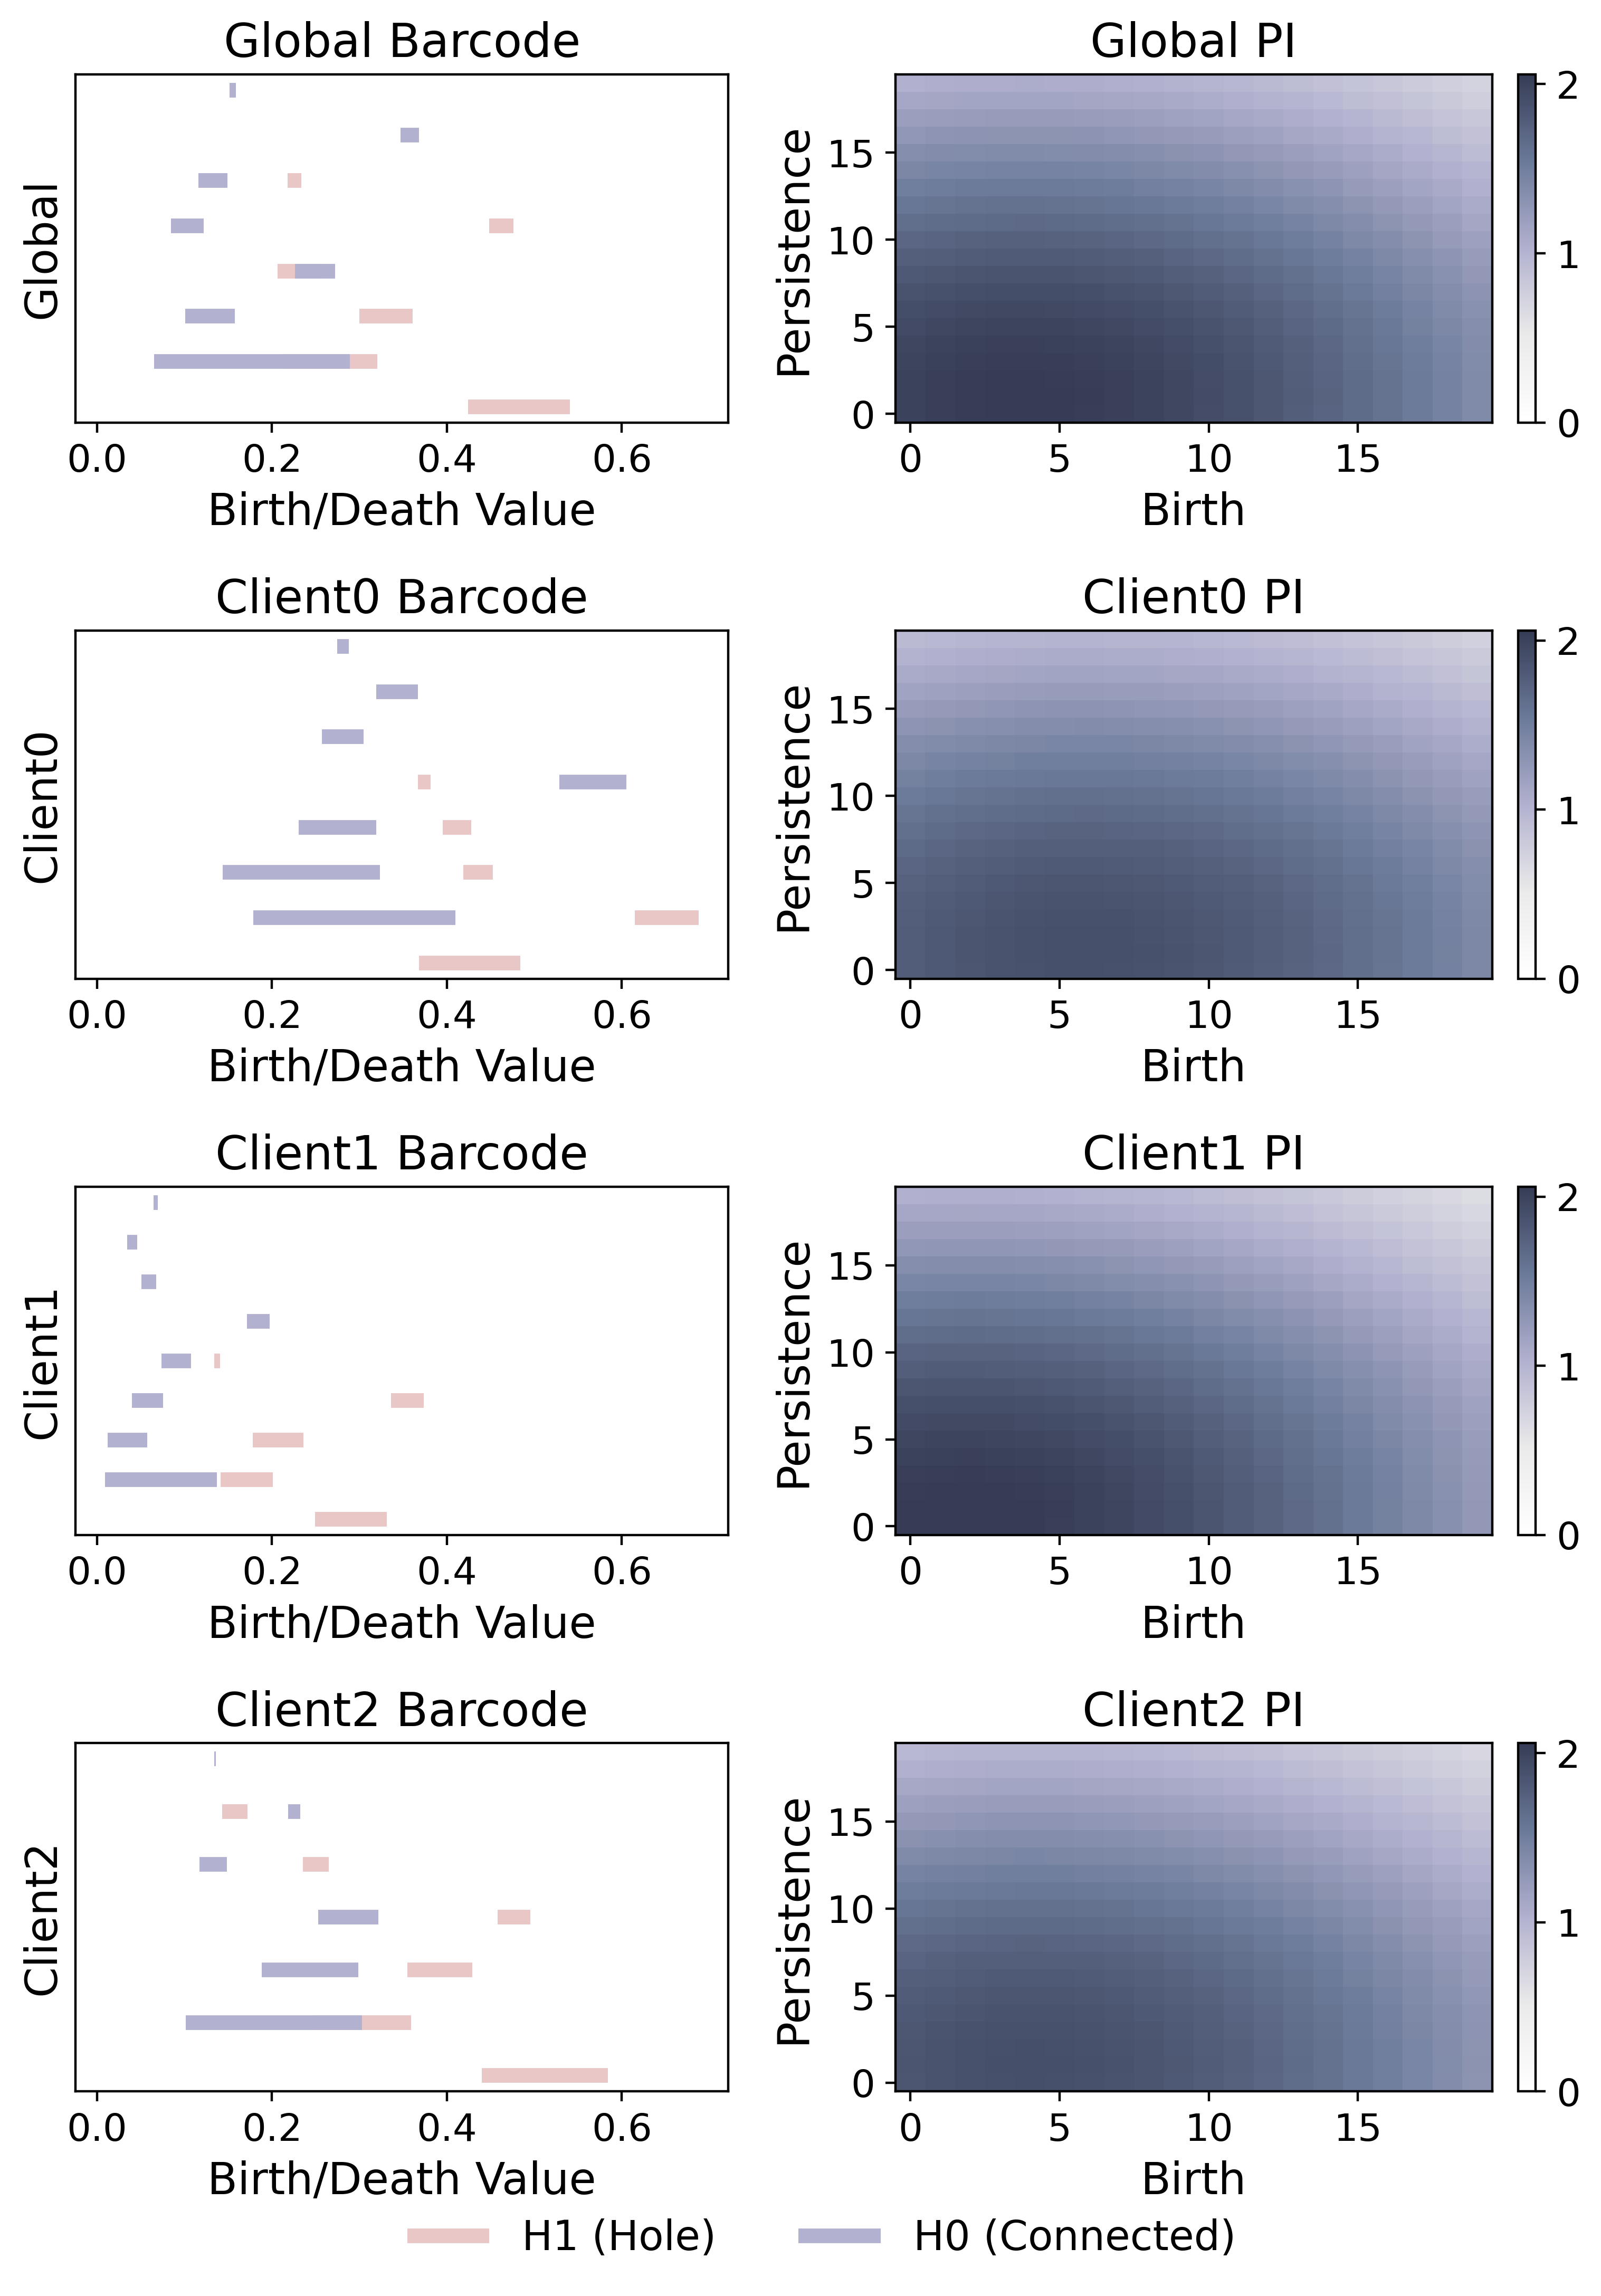 Global Barcode
Global PI
Global
0.0 0.2 0.4 0.6
Birth/Death Value
Persistence
15
10
5
0
0 5 10 15
Birth
2
1
0
Client0 Barcode
Client0 PI
Client0
0.0 0.2 0.4 0.6
Birth/Death Value
Persistence
15
10
5
0
0 5 10 15
Birth
2
1
0
Client1 Barcode
Client1 PI
Client1
0.0 0.2 0.4 0.6
Birth/Death Value
Persistence
15
10
5
0
0 5 10 15
Birth
2
1
0
Client2 Barcode
Client2 PI
Client2
0.0 0.2 0.4 0.6
Birth/Death Value
Persistence
15
10
5
0
0 5 10 15
Birth
2
1
0
H1 (Hole) H0 (Connected)